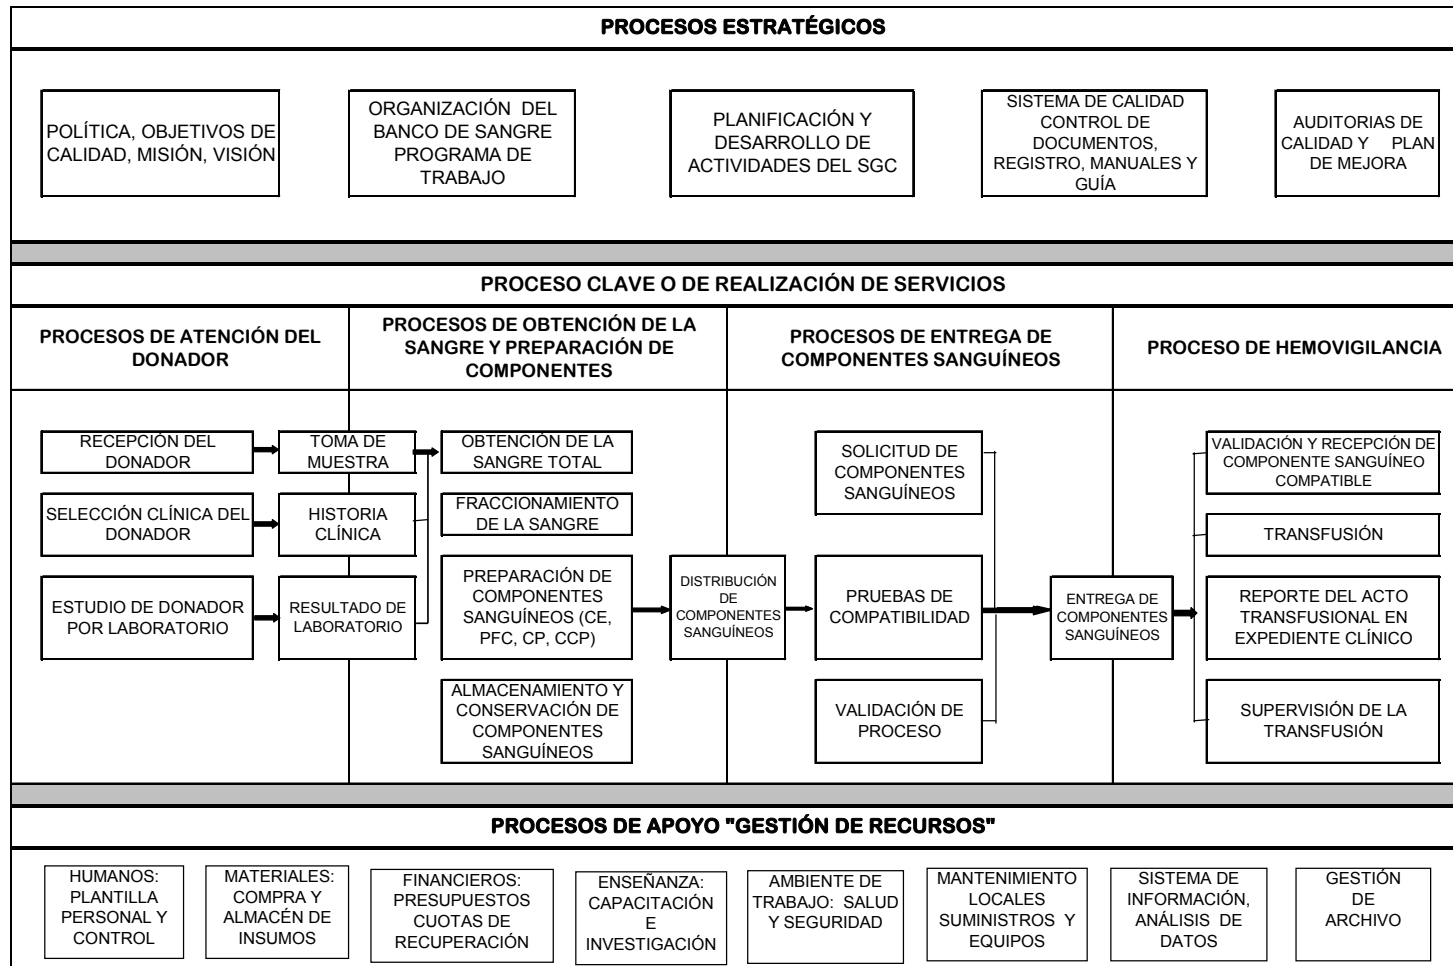 PROCESOS ESTRATÉGICOS
POLÍTICA, OBJETIVOS DE
CALIDAD, MISIÓN, VISIÓN
ORGANIZACIÓN DEL
BANCO DE SANGRE
PROGRAMA DE
TRABAJO
PLANIFICACIÓN Y
DESARROLLO DE
ACTIVIDADES DEL SGC
SISTEMA DE CALIDAD
CONTROL DE
DOCUMENTOS,
REGISTRO, MANUALES Y
GUÍA
AUDITORIAS DE
CALIDAD Y PLAN
DE MEJORA
PROCESO CLAVE O DE REALIZACIÓN DE SERVICIOS
PROCESOS DE ATENCIÓN DEL
DONADOR
PROCESOS DE OBTENCIÓN DE LA
SANGRE Y PREPARACIÓN DE
COMPONENTES
PROCESOS DE ENTREGA DE
COMPONENTES SANGUÍNEOS
PROCESO DE HEMOVIGILANCIA
RECEPCIÓN DEL
DONADOR
TOMA DE
MUESTRA
SELECCIÓN CLÍNICA DEL
DONADOR
HISTORIA
CLÍNICA
ESTUDIO DE DONADOR
POR LABORATORIO
RESULTADO DE
LABORATORIO
OBTENCIÓN DE LA
SANGRE TOTAL
FRACCIONAMIENTO
DE LA SANGRE
PREPARACIÓN DE
COMPONENTES
SANGUÍNEOS (CE,
PFC, CP, CCP)
ALMACENAMIENTO Y
CONSERVACIÓN DE
COMPONENTES
SANGUÍNEOS
DISTRIBUCIÓN
DE
COMPONENTES
SANGUÍNEOS
SOLICITUD DE
COMPONENTES
SANGUÍNEOS
PRUEBAS DE
COMPATIBILIDAD
VALIDACIÓN DE
PROCESO
ENTREGA DE
COMPONENTES
SANGUÍNEOS
VALIDACIÓN Y RECEPCIÓN DE
COMPONENTE SANGUÍNEO
COMPATIBLE
TRANSFUSIÓN
REPORTE DEL ACTO
TRANSFUSIONAL EN
EXPEDIENTE CLÍNICO
SUPERVISIÓN DE LA
TRANSFUSIÓN
PROCESOS DE APOYO "GESTIÓN DE RECURSOS"
HUMANOS:
PLANTILLA
PERSONAL Y
CONTROL
MATERIALES:
COMPRA Y
ALMACÉN DE
INSUMOS
FINANCIEROS:
PRESUPUESTOS
CUOTAS DE
RECUPERACIÓN
ENSEÑANZA:
CAPACITACIÓN
E
INVESTIGACIÓN
AMBIENTE DE
TRABAJO: SALUD
Y SEGURIDAD
MANTENIMIENTO
LOCALES
SUMINISTROS Y
EQUIPOS
SISTEMA DE
INFORMACIÓN,
ANÁLISIS DE
DATOS
GESTIÓN
DE
ARCHIVO